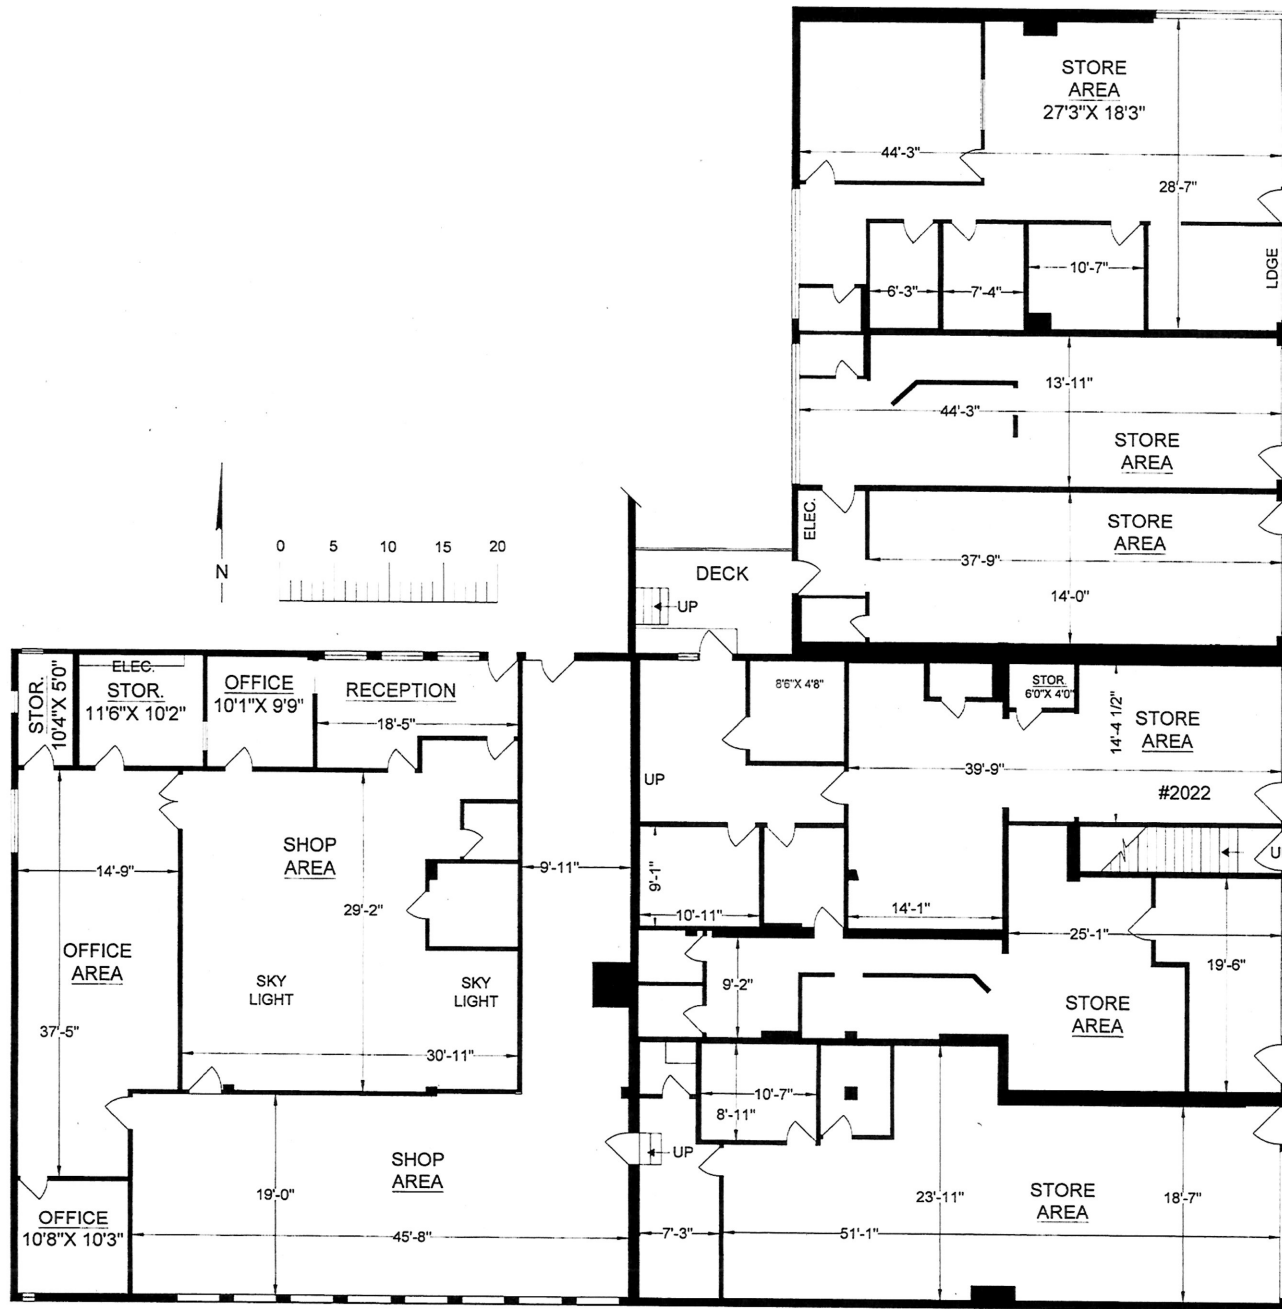 STORE
AREA
27'3"X 18'3"
44'-3"
28'-7"
6'-3"
7'-4"
10'-7"
LDGE
13'-11"
44'-3"
STORE
AREA
ELEC.
STORE
AREA
37'-9"
14'-0"
N
0 5 10 15 20
DECK
UP
STOR.
10'4"X 5'0"
ELEC.
STOR.
11'6"X 10'2"
OFFICE
10'1"X 9'9"
RECEPTION
18'-5"
8'6"X 4'8"
STOR.
6'0"X 4'0"
14'-4 1/2"
STORE
AREA
39'-9"
#2022
UP
U
SHOP
AREA
14'-9"
29'-2"
9'-11"
9'-1"
10'-11"
14'-1"
25'-1"
19'-6"
OFFICE
AREA
SKY
LIGHT
SKY
LIGHT
9'-2"
STORE
AREA
37'-5"
30'-11"
10'-7"
8'-11"
UP
SHOP
AREA
19'-0"
45'-8"
OFFICE
10'8"X 10'3"
7'-3"
51'-1"
23'-11"
STORE
AREA
18'-7"